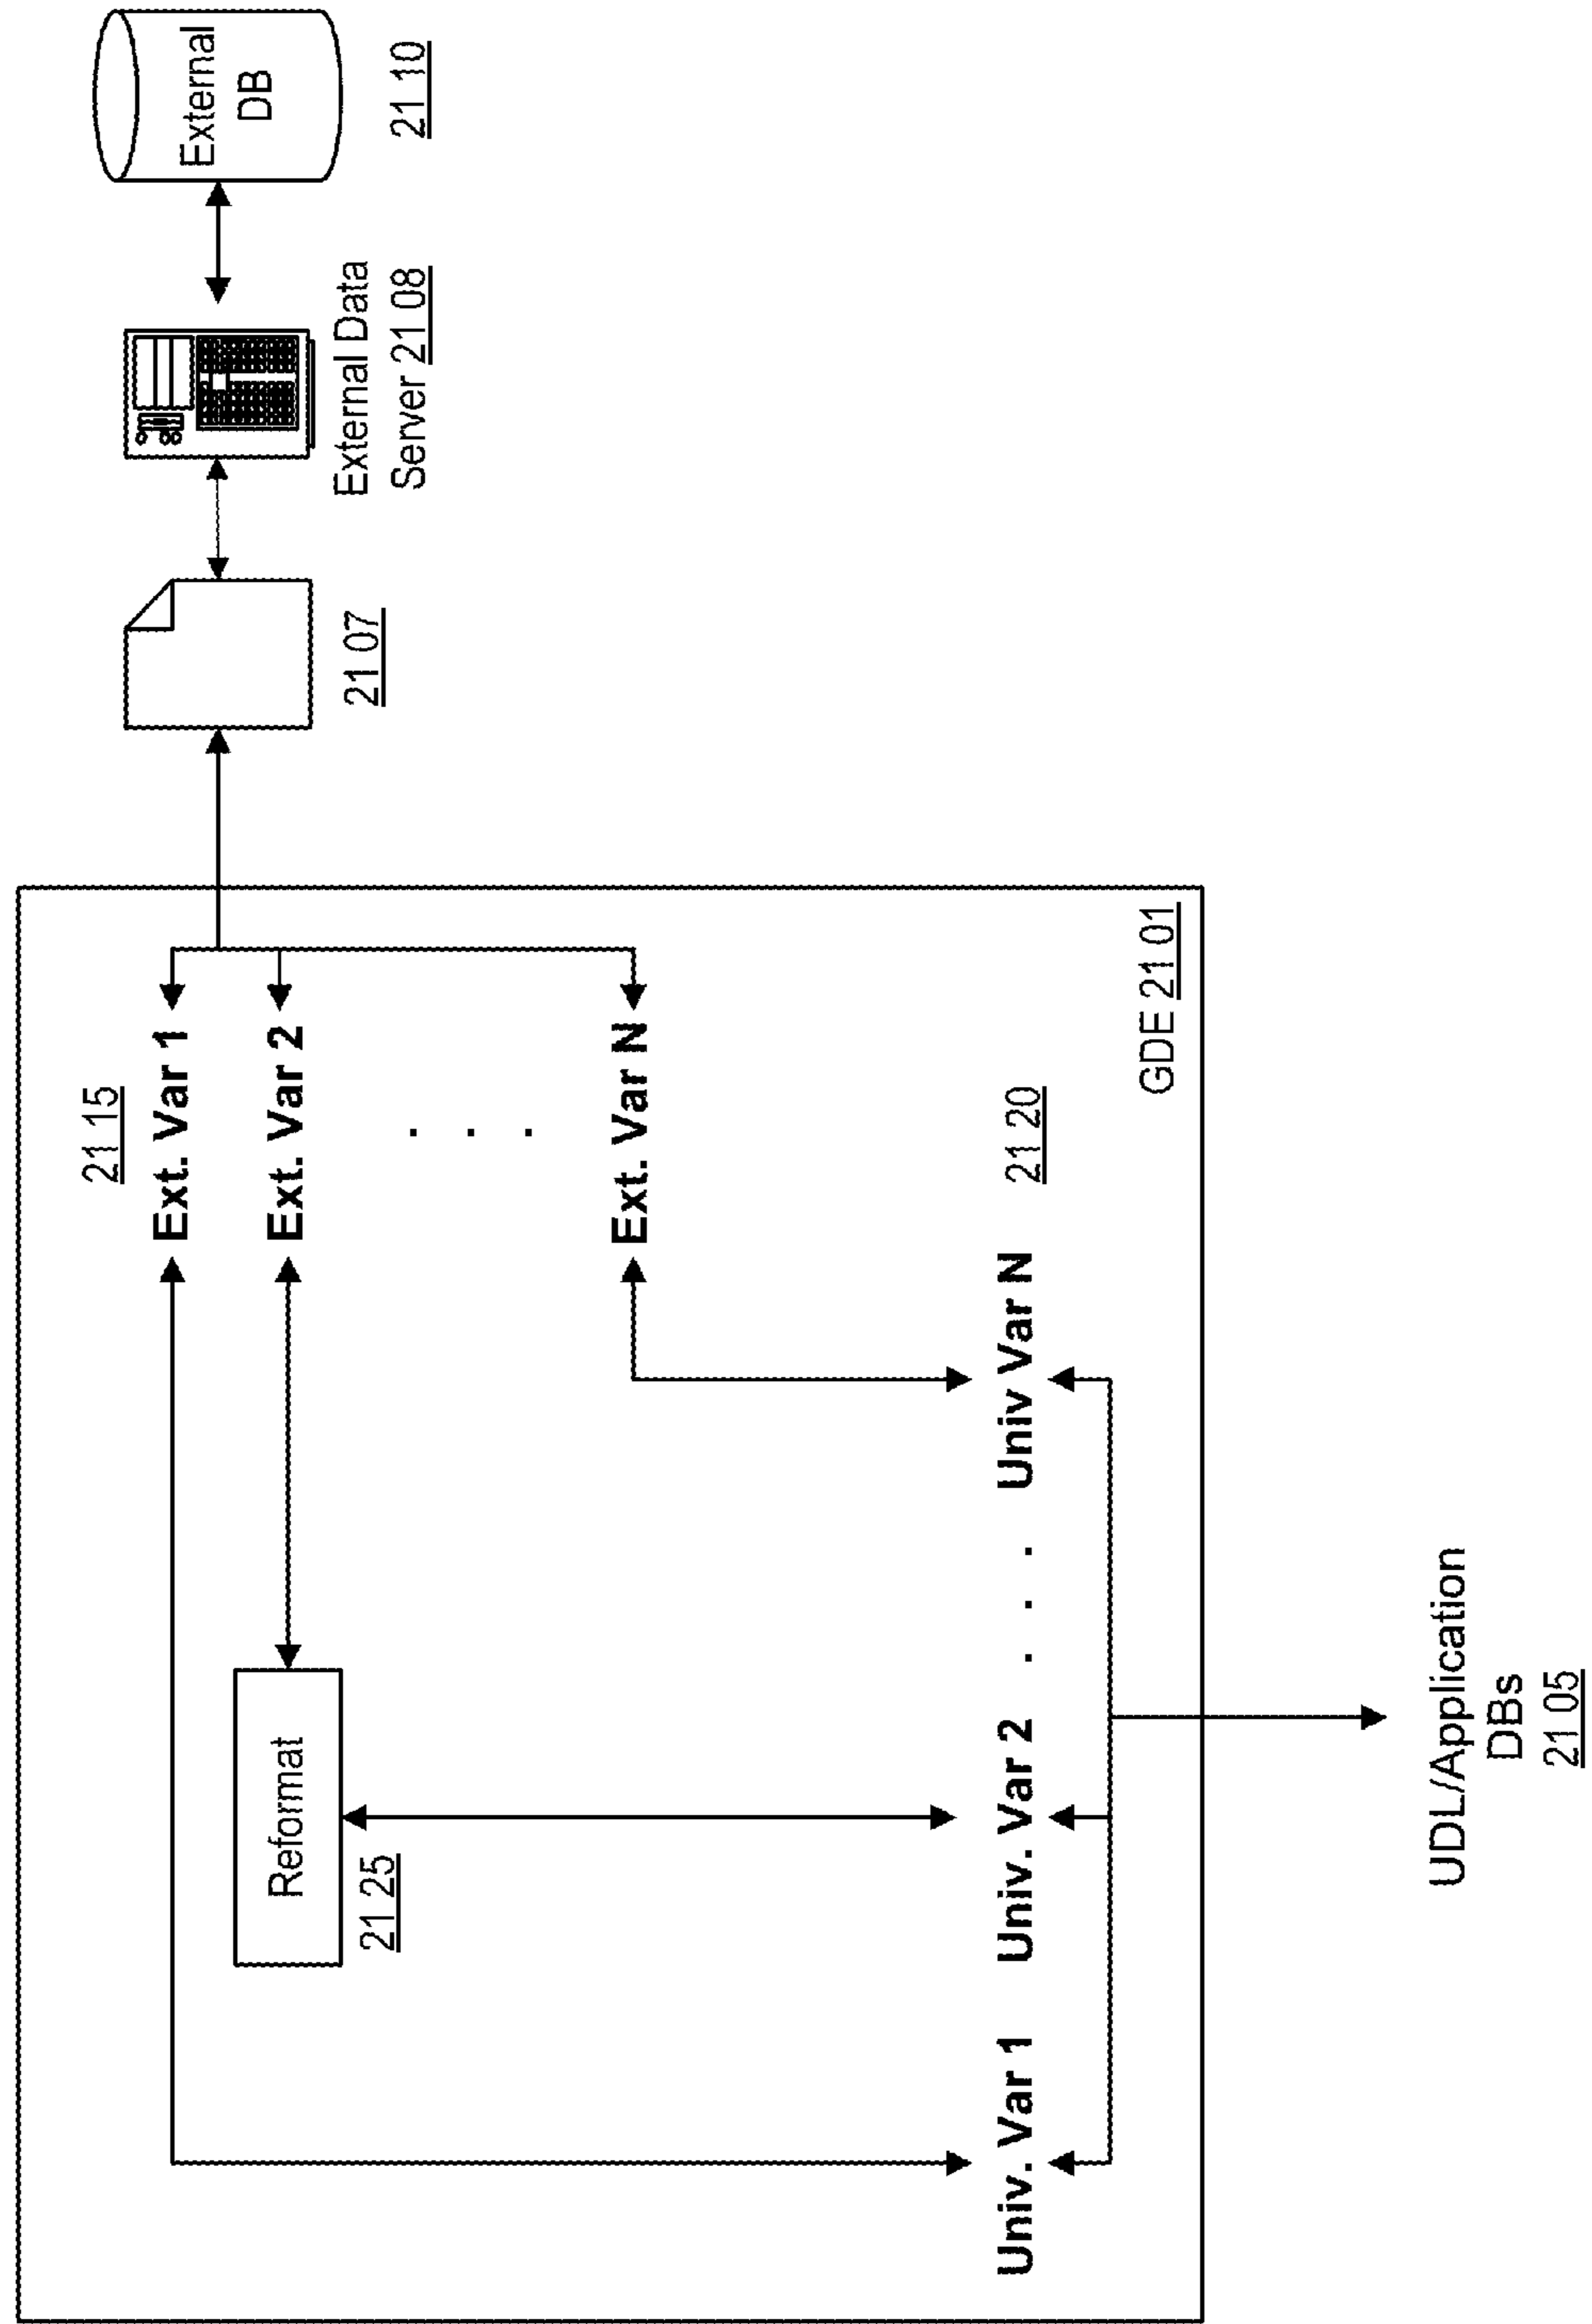 21 15
Ext. Var 1
Reformat
21 25
Ext. Var 2
. . .
Ext. Var N
Univ. Var 1
Univ. Var 2
. . .
Univ Var N
21 20
GDE 21 01
21 07
External Data
Server 21 08
External
DB
21 10
UDL/Application
DBs
21 05